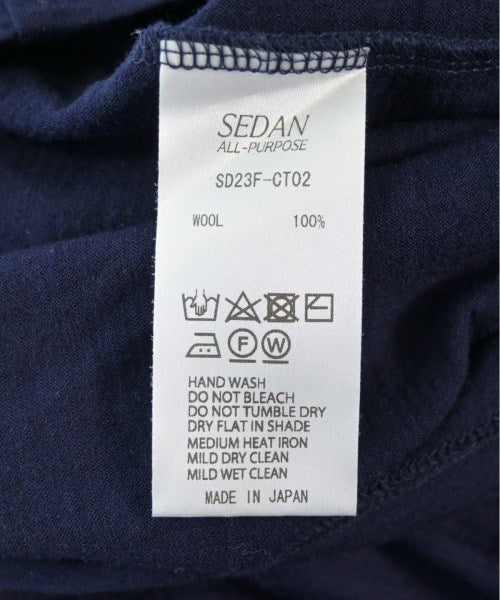 SEDAN
ALL-PURPOSE
SD23F-CT02
WOOL 100%
F W
HAND WASH
DO NOT BLEACH
DO NOT TUMBLE DRY
DRY FLAT IN SHADE
MEDIUM HEAT IRON
MILD DRY CLEAN
MILD WET CLEAN
MADE IN JAPAN